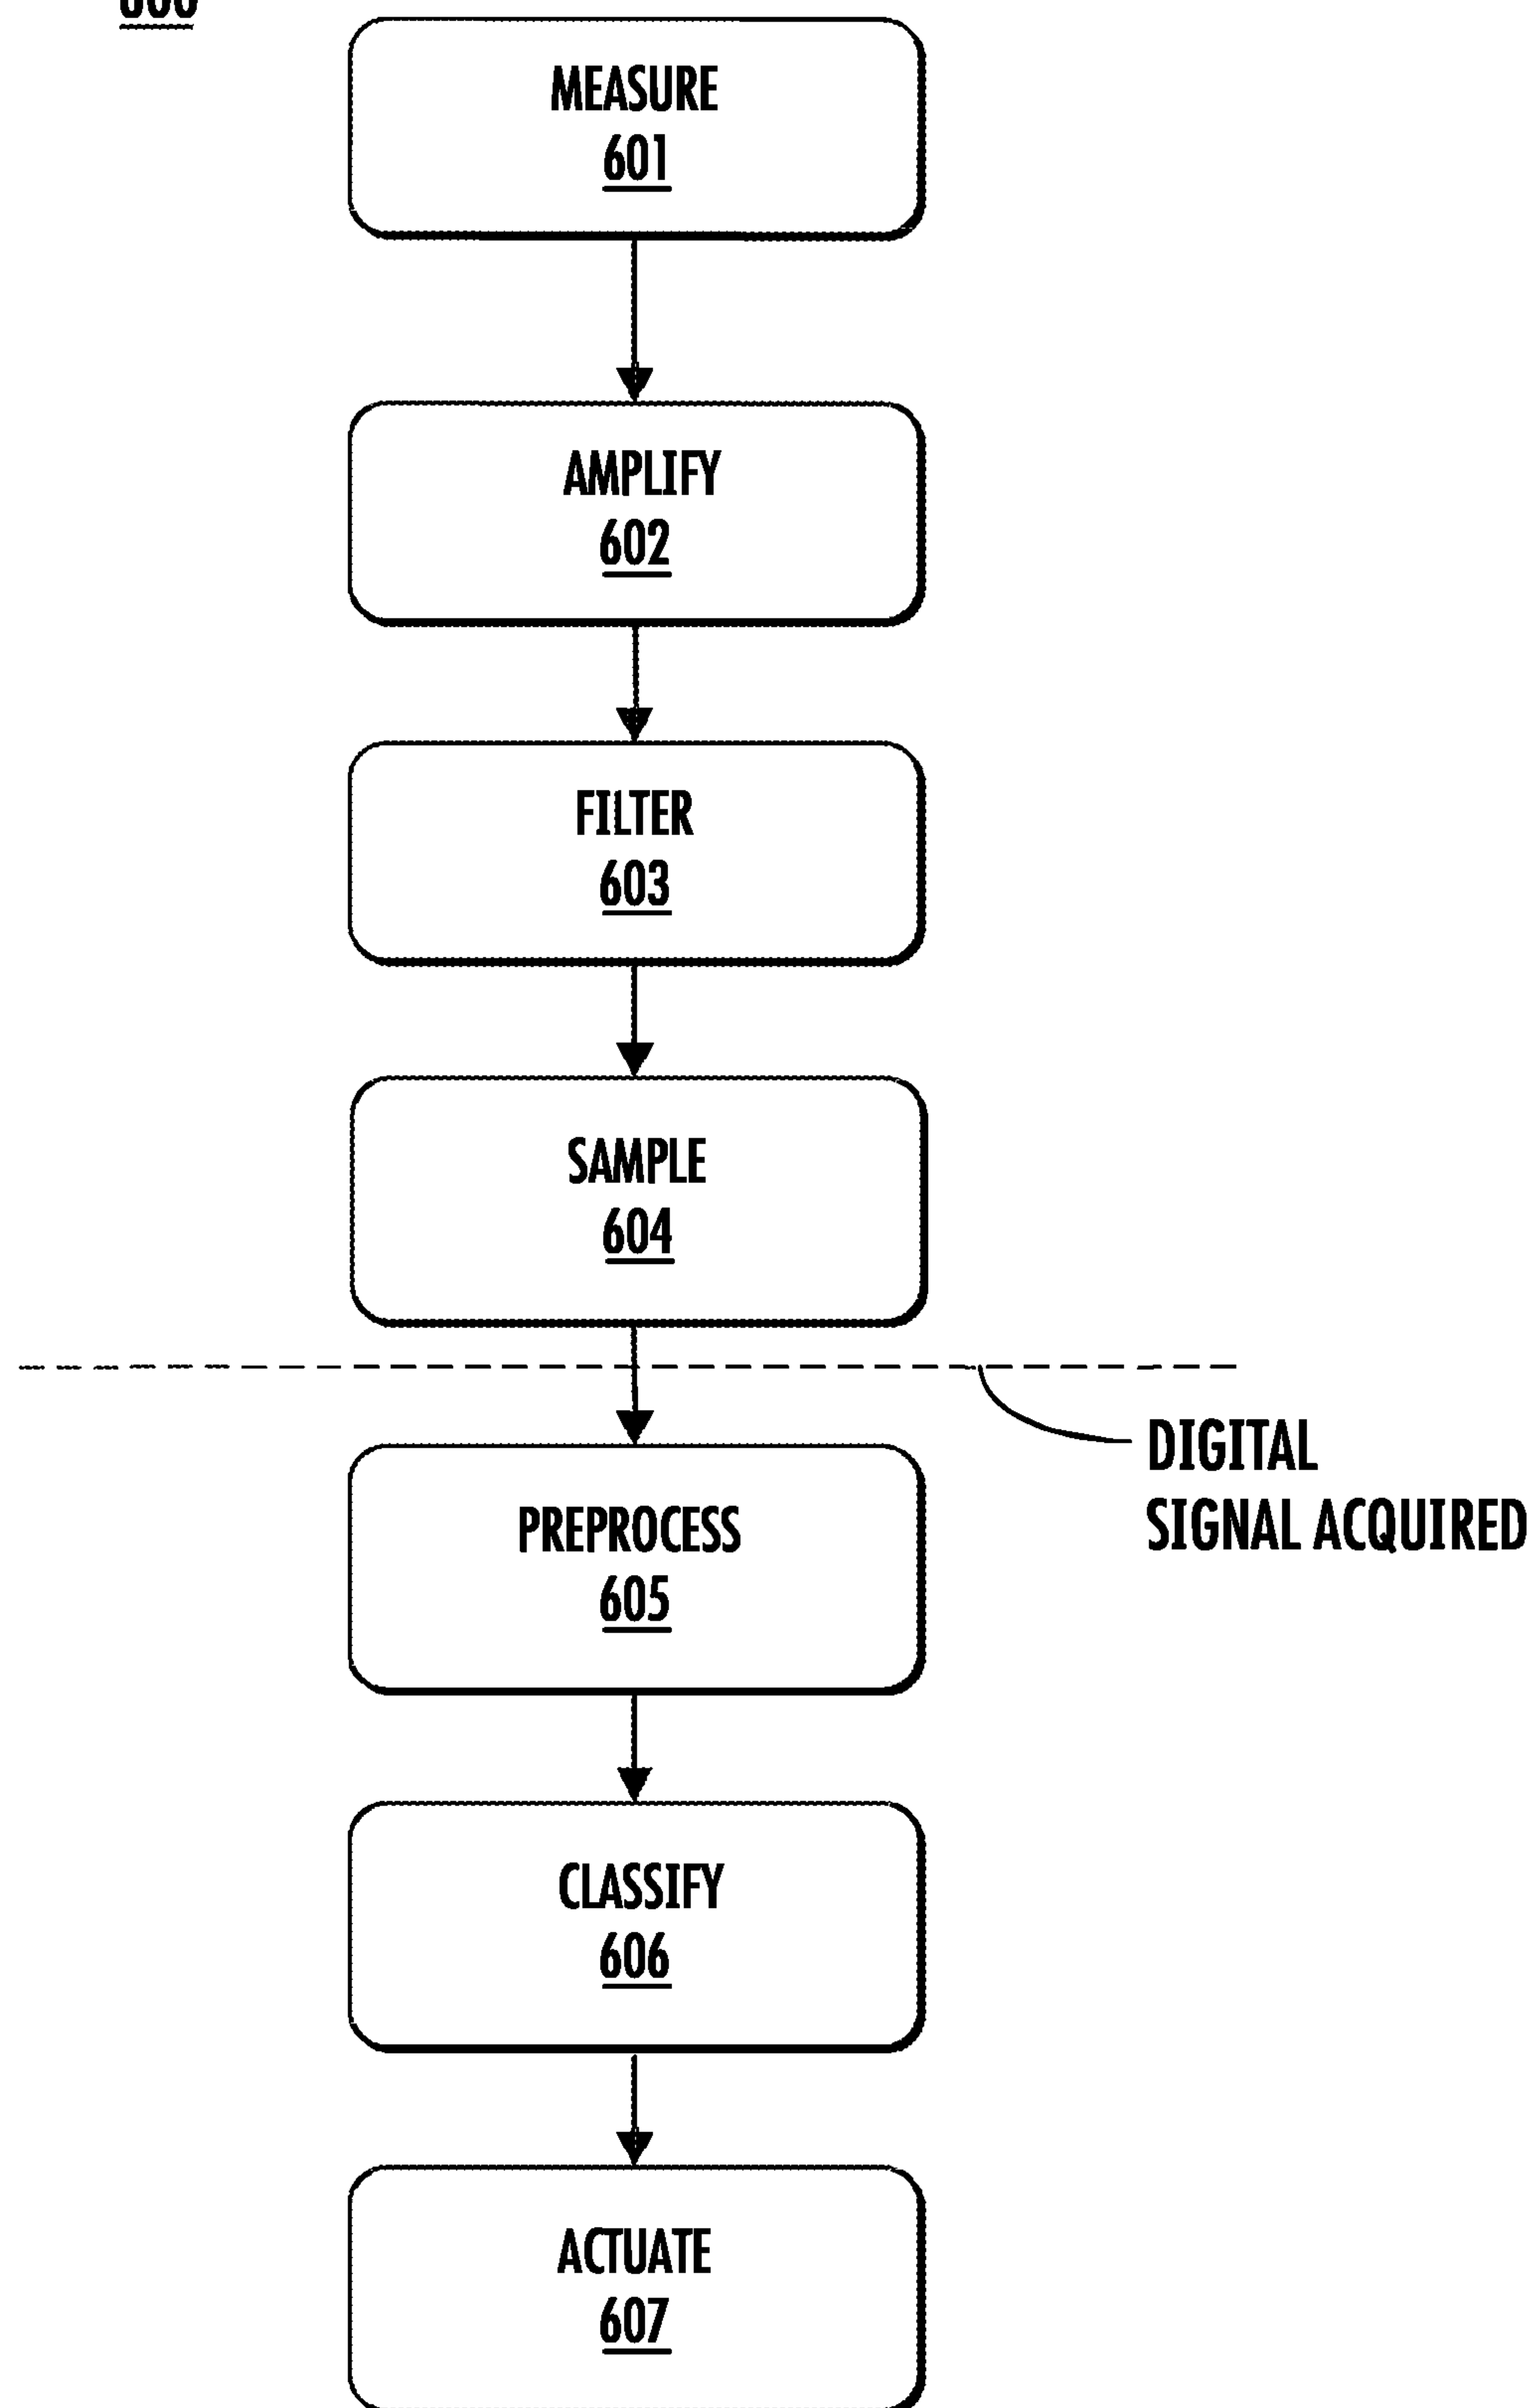 MEASURE
601
AMPLIFY
602
FILTER
603
SAMPLE
604
DIGITAL
SIGNAL ACQUIRED
PREPROCESS
605
CLASSIFY
606
ACTUATE
607